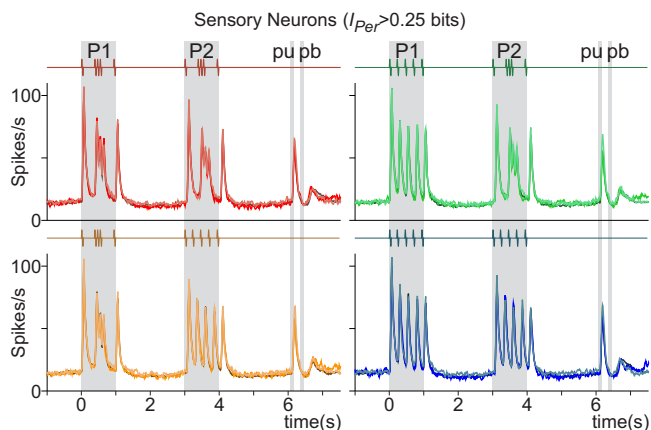 Sensory Neurons (I_Per>0.25 bits)
P1 P2 pu pb P1 P2 pu pb
100
Spikes/s
0
100
Spikes/s
0
0 2 4 6 0 2 4 6
time(s) time(s)